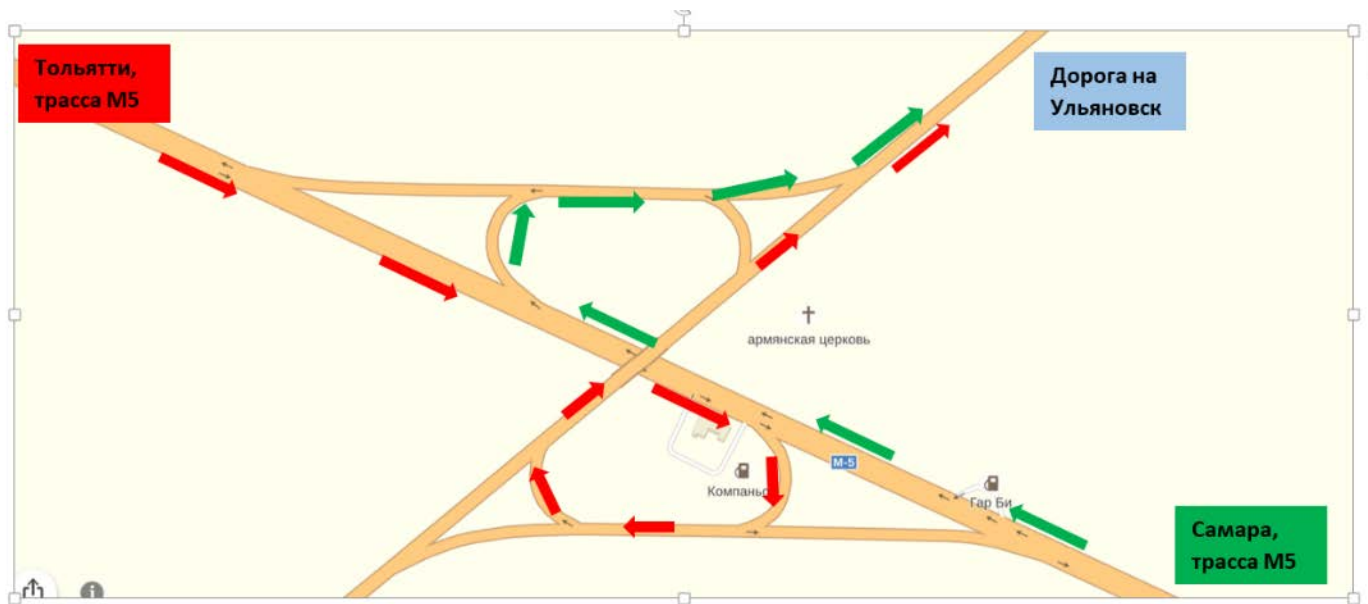 Тольятти,
трасса М5
Дорога на
Ульяновск
армянская церковь
М-5
Компаньо
Гар Би
Самара,
трасса М5